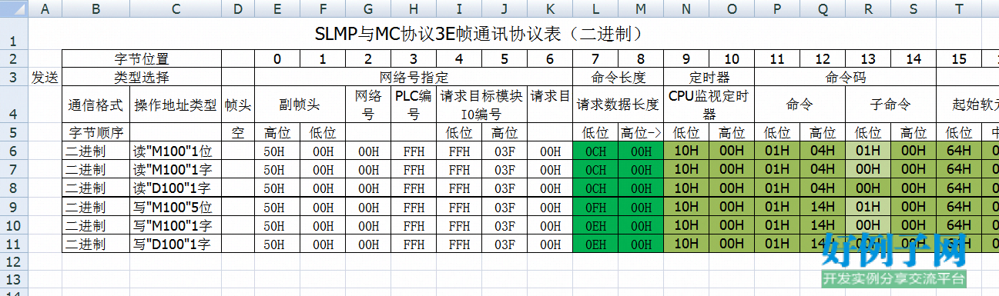 A B C D E F G H I J K L M N O P Q R S T
1 SLMP与MC协议3E帧通讯协议表（二进制）
2 字节位置 0 1 2 3 4 5 6 7 8 9 10 11 12 13 14 15
3 发送 类型选择 网络号指定 命令长度 定时器 命令码
4 通信格式 操作地址类型 帧头 副帧头 网络号 PLC编号 请求目标模块IO编号 请求目 请求数据长度 CPU监视定时器 命令 子命令 起始软
5 字节顺序 空 高位 低位 低位 高位 低位 高位-> 低位 高位 低位 高位 低位 高位 低位
6 二进制 读"M100"1位 50H 00H 00H FFH FFH 03F 00H 0CH 00H 10H 00H 01H 04H 01H 00H 64H
7 二进制 读"M100"1字 50H 00H 00H FFH FFH 03F 00H 0CH 00H 10H 00H 01H 04H 00H 00H 64H
8 二进制 读"D100"1字 50H 00H 00H FFH FFH 03F 00H 0CH 00H 10H 00H 01H 04H 00H 00H 64H
9 二进制 写"M100"5位 50H 00H 00H FFH FFH 03F 00H 0FH 00H 10H 00H 01H 14H 01H 00H 64H
10 二进制 写"M100"1字 50H 00H 00H FFH FFH 03F 00H 0EH 00H 10H 00H 01H 14H 00H 00H 64H
11 二进制 写"D100"1字 50H 00H 00H FFH FFH 03F 00H 0EH 00H 10H 00H 01H
12
13
好例子网
开发实例分享交流平台